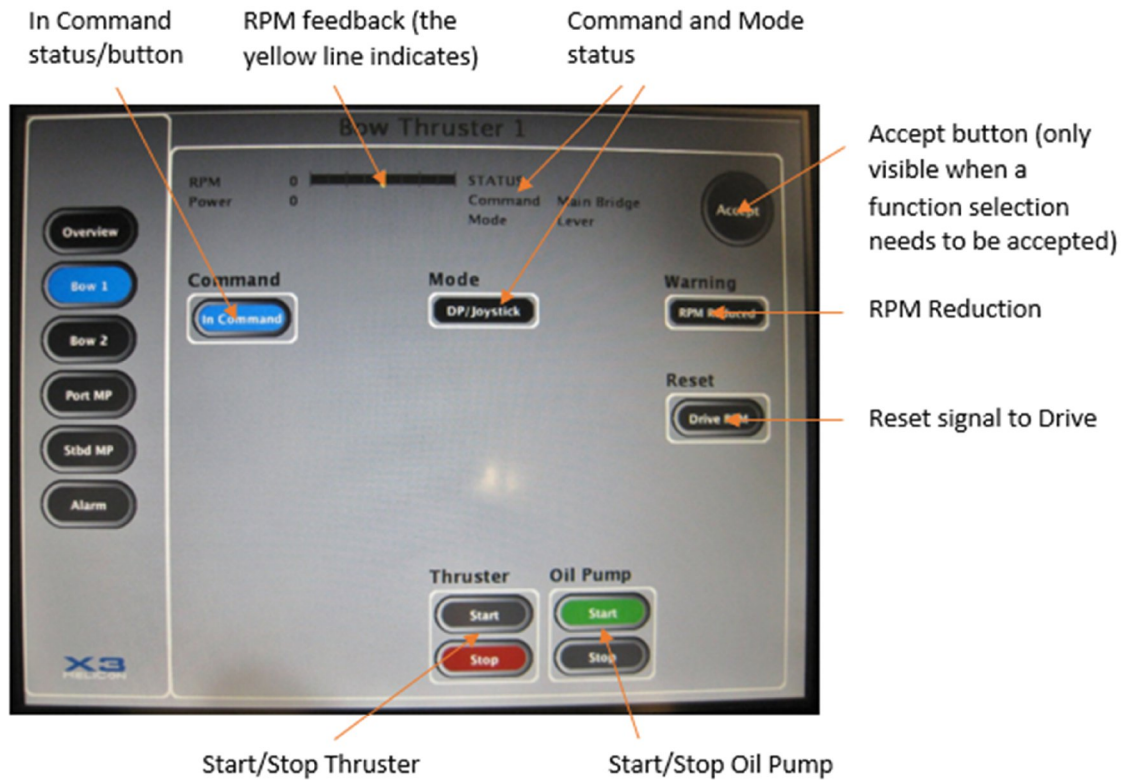 In Command
status/button
RPM feedback (the
yellow line indicates)
Command and Mode
status
Accept button (only
visible when a
function selection
needs to be accepted)
RPM Reduction
Reset signal to Drive
Bow Thruster 1
RPM 0
Power 0
STATUS
Command Main Bridge
Mode Lever
Accept
Overview
Bow 1
Bow 2
Port MP
Stbd MP
Alarm
Command
In Command
Mode
DP/Joystick
Warning
RPM Reduced
Reset
Drive RPM
Thruster
Start
Stop
Oil Pump
Start
Stop
X3
HELICON
Start/Stop Thruster
Start/Stop Oil Pump